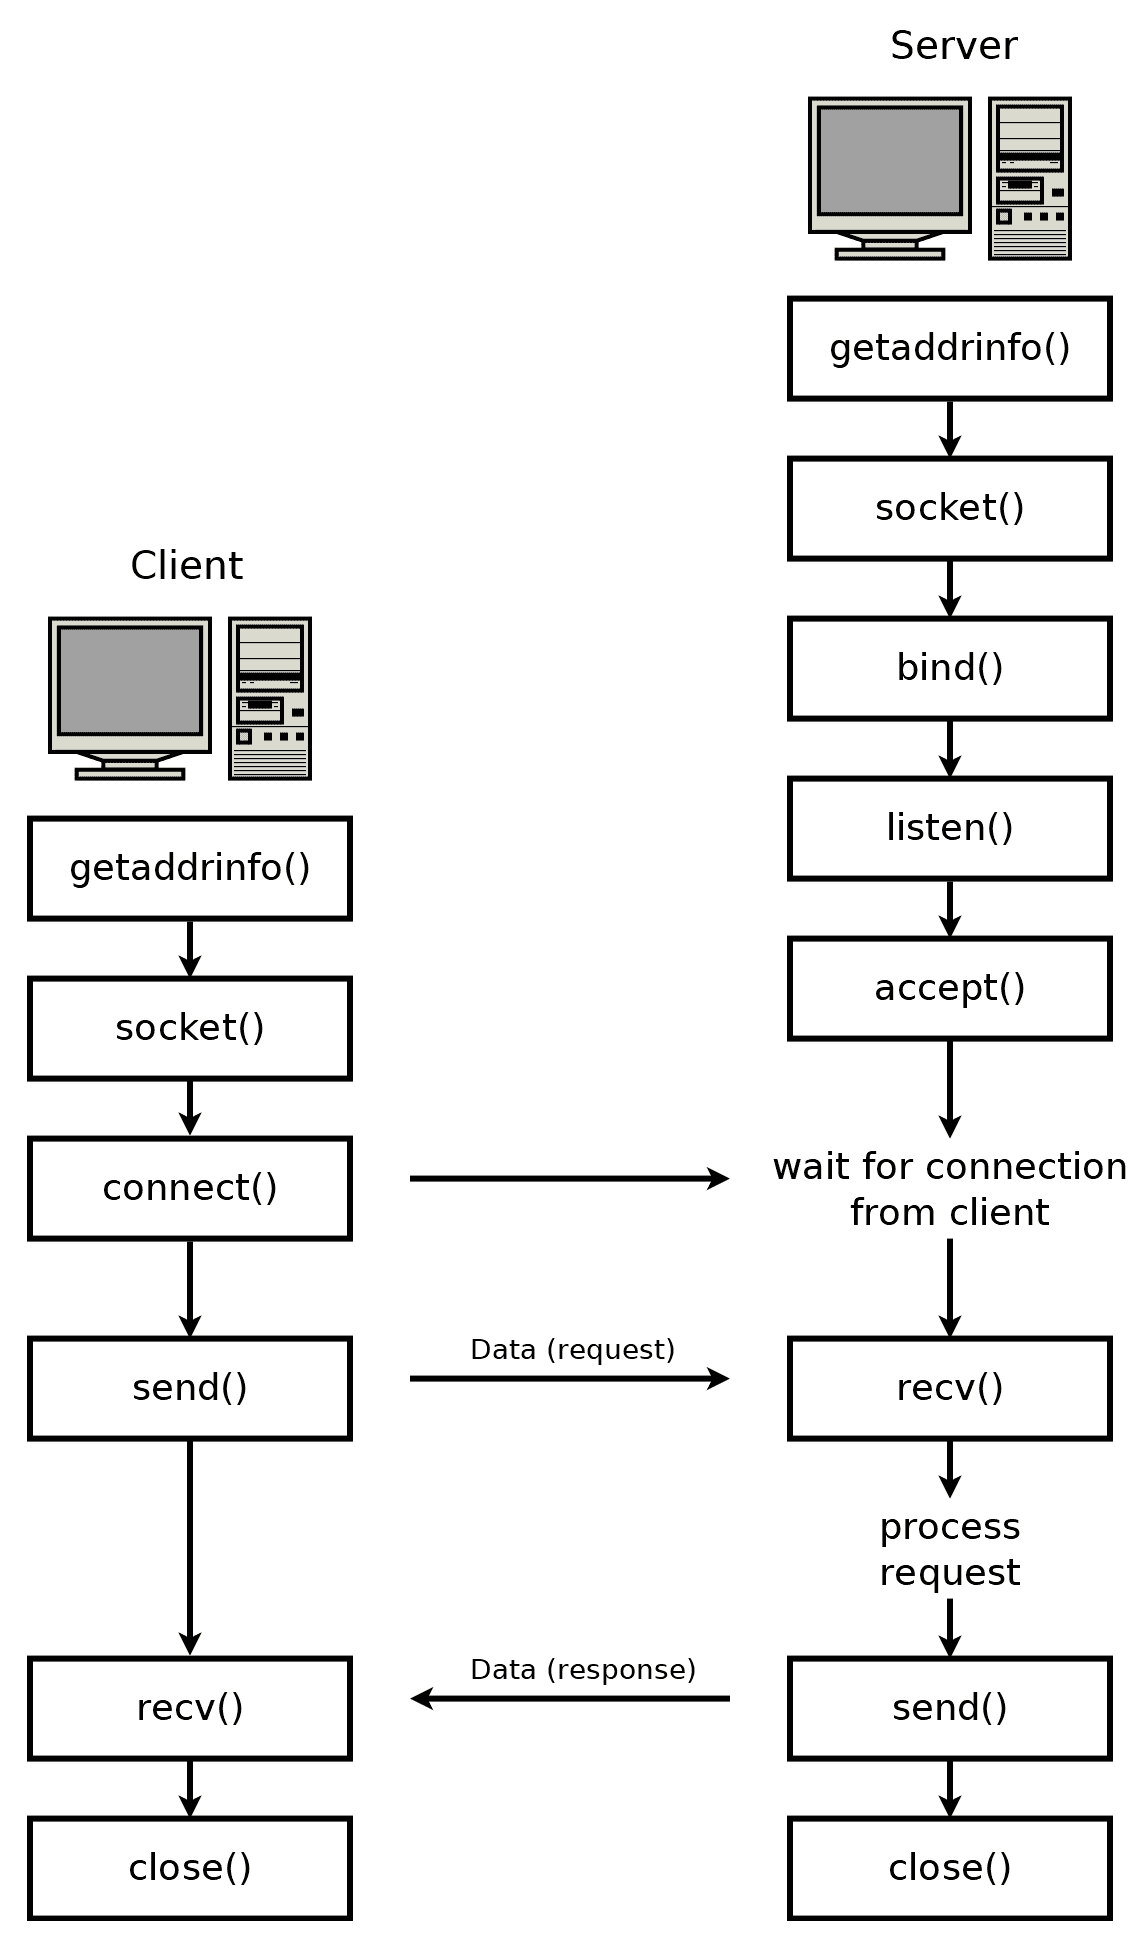 Server
getaddrinfo()
socket()
bind()
listen()
accept()
wait for connection
from client
recv()
process
request
send()
close()
Client
getaddrinfo()
socket()
connect()
send()
recv()
close()
Data (request)
Data (response)